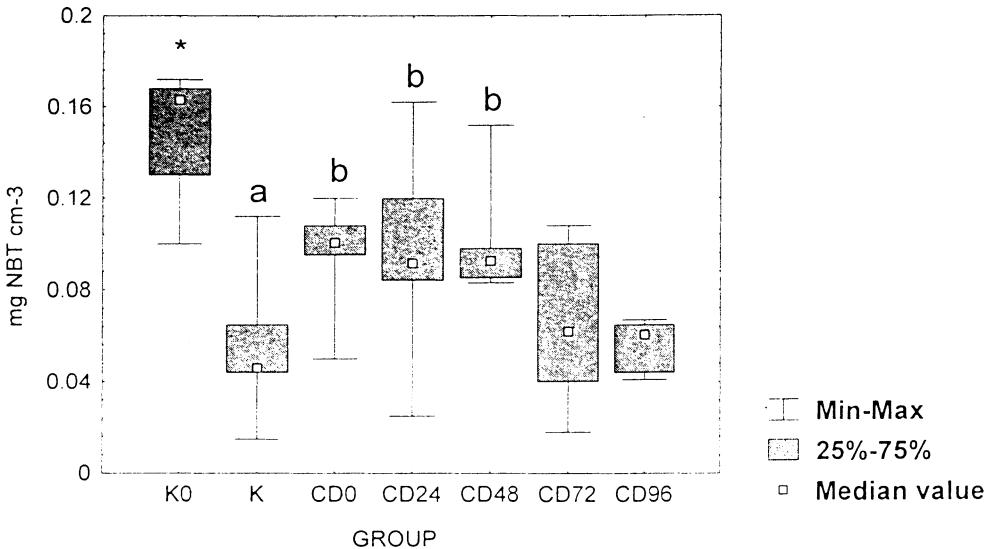 0.2
0.16
0.12
0.08
0.04
0
mg NBT cm-3
*
a
b
b
b
K0 K CD0 CD24 CD48 CD72 CD96
GROUP
Min-Max
25%-75%
Median value